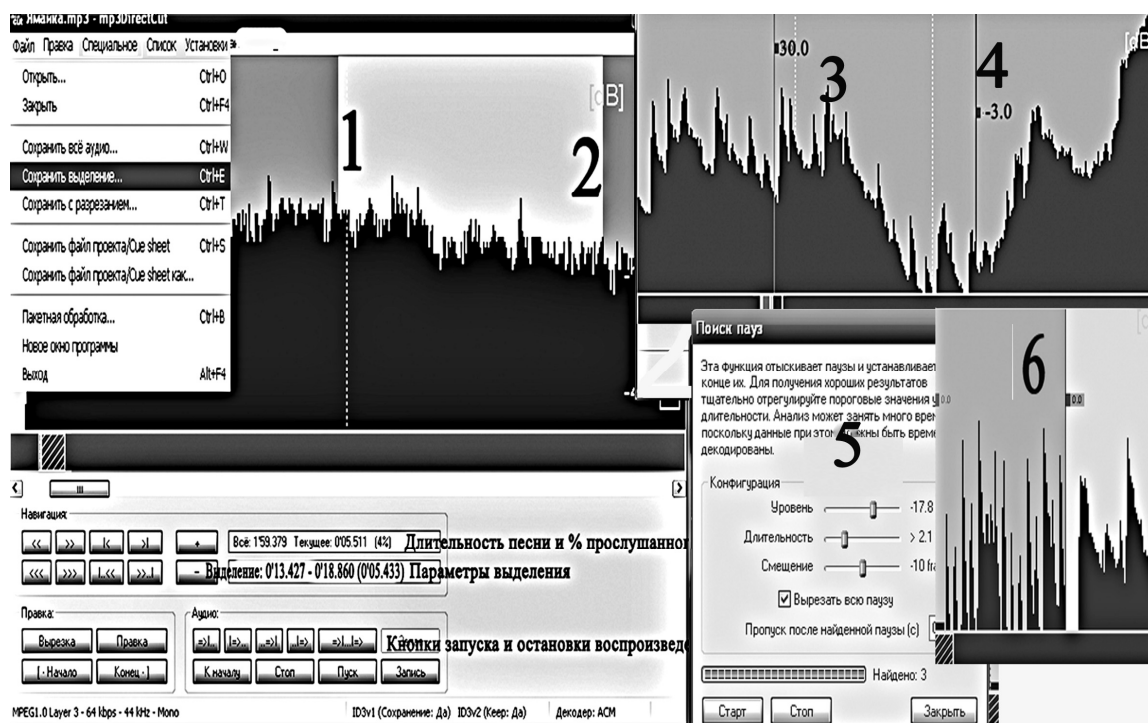 Ямайка.mp3 - mp3DirectCut
Файл Правка Специальное Список Установки
Открыть... Ctrl+O
Закрыть Ctrl+F4
Сохранить всё аудио... Ctrl+W
Сохранить выделение... Ctrl+E
Сохранить с разрезанием... Ctrl+T
Сохранить файл проекта/Cue sheet Ctrl+S
Сохранить файл проекта/Cue sheet как...
Пакетная обработка... Ctrl+B
Новое окно программы
Выход Alt+F4
1
2
[dB]
30.0
3
4
-3.0
[dB]
Поиск пауз
Эта функция отыскивает паузы и устанавливает
конце их. Для получения хороших результатов
тщательно отрегулируйте пороговые значения
длительности. Анализ может занять много
поскольку данные при этом быть
декодированы.
5
Конфигурация
Уровень -17.8
Длительность > 2.1
Смещение -10
Вырезать всю паузу
Пропуск после найденной паузы (с)
Найдено: 3
Старт Стоп Закрыть
6
0.0
0.0
Навигация:
<< >> |< >| +
Всё: 1'59.379 Текущее: 0'05.511 (4%) Длительность песни и % прослушанног
<<< >>> |..<< >>..| -
Выделение: 0'13.427 - 0'18.860 (0'05.433) Параметры выделения
Правка:
Вырезка Правка
[ · Начало Конец · ]
Аудио:
=>|.. |=>.. ..=>| ..|=> =>|...|=>
Кнопки запуска и остановки воспроизведе
К началу Стоп Пуск Запись
MPEG1.0 Layer 3 - 64 kbps - 44 kHz - Mono ID3v1 (Сохранение: Да) ID3v2 (Keep: Да) Декодер: ACM